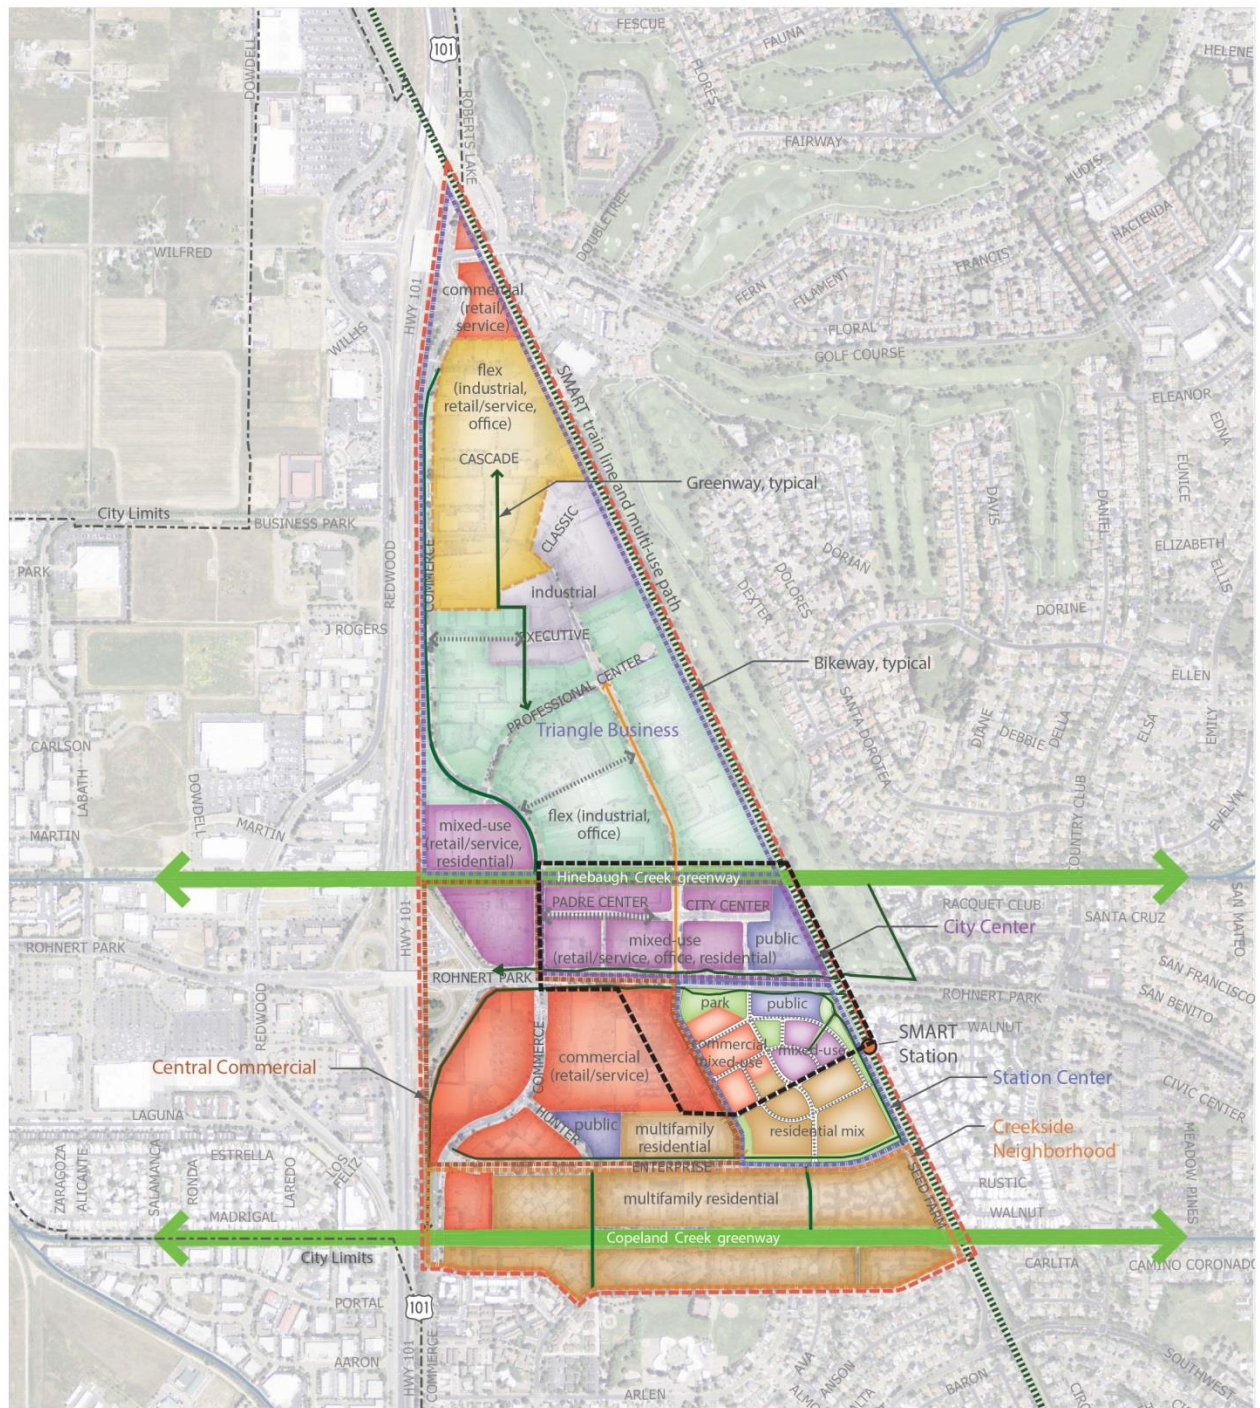 FESCUE
101
FAUNA
HELENE
DOWDELL
FLORES
ROBERTS LAKE
FAIRWAY
HUDIS
HACIENDA
DOUBLETREE
WILFRED
FRANCIS
FERN
FILAMENT
commercial
(retail/
service)
HWY 101
WILLIS
FLORAL
GOLF COURSE
flex
(industrial,
retail/service,
office)
SMART train line and multi-use path
ELEANOR
EDNA
CASCADE
EUNICE
Greenway, typical
DAVIS
DANIEL
City Limits
BUSINESS PARK
CLASSIC
DORIAN
ELIZABETH
PARK
REDWOOD
COMMERCE
DOLORES
ELLIS
DEXTER
industrial
DORINE
J ROGERS
EXECUTIVE
PROFESSIONAL CENTER
Bikeway, typical
ELLEN
SANTA DOROTEA
DIANE
DEBBIE
DELLA
ELSA
EMILY
Triangle Business
CARLSON
LABATH
DOWDELL
MARTIN
MARTIN
mixed-use
(retail/service,
residential)
flex (industrial,
office)
COUNTRY CLUB
EVELYN
Hinebaugh Creek greenway
PADRE CENTER
CITY CENTER
RACQUET CLUB
SANTA CRUZ
SAN MATEO
City Center
HWY 101
ROHNERT PARK
mixed-use
(retail/service, office, residential)
public
SAN FRANCISCO
ROHNERT PARK
SAN BENITO
REDWOOD
park
public
ROHNERT PARK
WALNUT
SMART
Station
commercial
mixed-use
mixed-use
COMMERCE
commercial
(retail/service)
Central Commercial
Station Center
CIVIC CENTER
LAGUNA
HUNTER
public
multifamily
residential
residential mix
Creekside
Neighborhood
MEADOW PINES
ZARAGOZA
ALICANTE
SALAMANCA
RONDA
ESTRELLA
LAREDO
LOS FELIZ
ENTERPRISE
SEED FARM
RUSTIC
multifamily residential
MADRIGAL
WALNUT
Copeland Creek greenway
City Limits
CARLITA
CAMINO CORONADO
PORTAL
101
AARON
HWY 101
COMMERCE
AVA
ANSON
BARON
SOUTHWEST
ARLEN